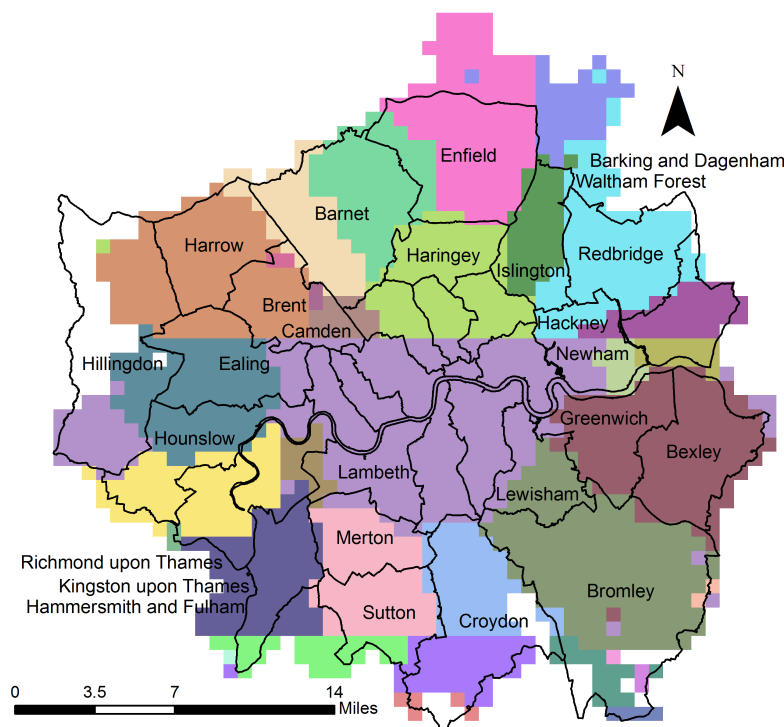 N
Enfield
Barking and Dagenham
Waltham Forest
Barnet
Harrow
Haringey
Redbridge
Islington
Brent
Camden
Hackney
Hillingdon
Ealing
Newham
Greenwich
Hounslow
Bexley
Lambeth
Lewisham
Merton
Richmond upon Thames
Kingston upon Thames
Bromley
Hammersmith and Fulham
Sutton
Croydon
0 3.5 7 14
Miles